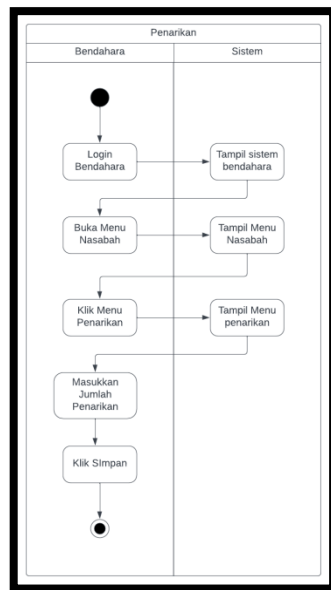 Penarikan
Bendahara
Sistem
Login
Bendahara
Tampil sistem
bendahara
Buka Menu
Nasabah
Tampil Menu
Nasabah
Klik Menu
Penarikan
Tampil Menu
penarikan
Masukkan
Jumlah
Penarikan
Klik SImpan